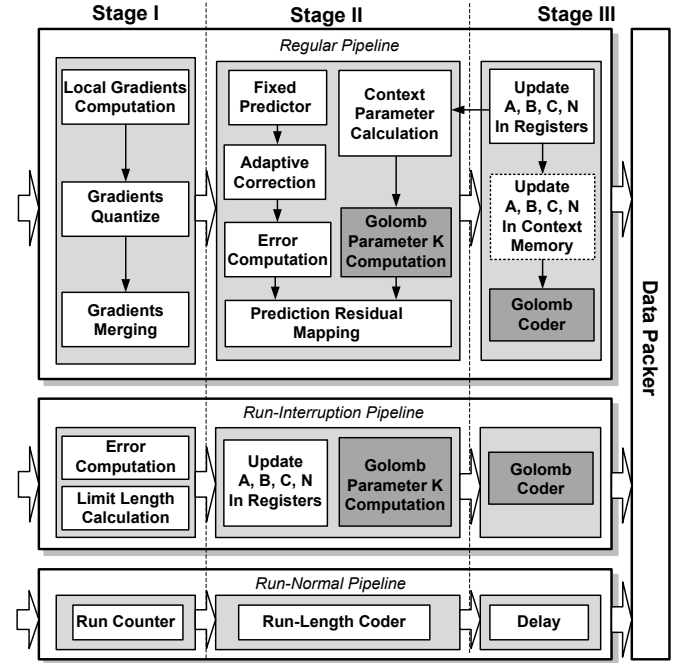 Stage I
Stage II
Stage III
Regular Pipeline
Local Gradients
Computation
Gradients
Quantize
Gradients
Merging
Fixed
Predictor
Adaptive
Correction
Error
Computation
Context
Parameter
Calculation
Golomb
Parameter K
Computation
Prediction Residual
Mapping
Update
A, B, C, N
In Registers
Update
A, B, C, N
In Context
Memory
Golomb
Coder
Run-Interruption Pipeline
Error
Computation
Limit Length
Calculation
Update
A, B, C, N
In Registers
Golomb
Parameter K
Computation
Golomb
Coder
Run-Normal Pipeline
Run Counter
Run-Length Coder
Delay
Data Packer